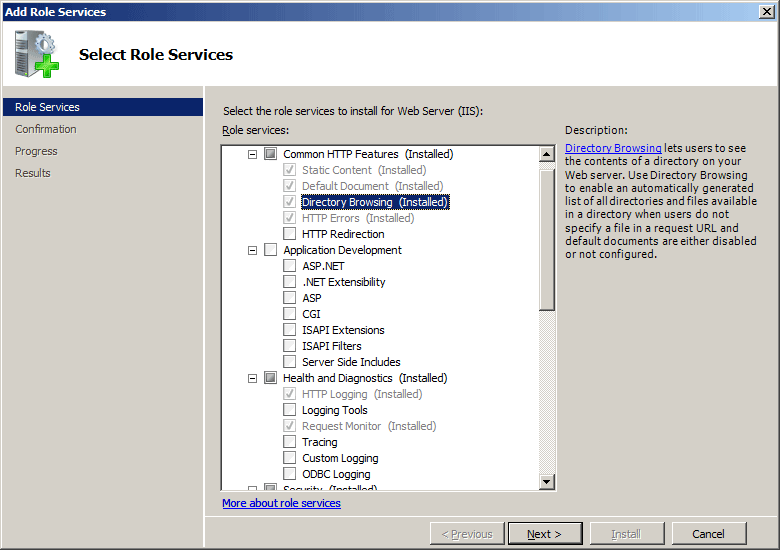 Add Role Services
Select Role Services
Role Services
Confirmation
Progress
Results
Select the role services to install for Web Server (IIS):
Role services:
Common HTTP Features (Installed)
Static Content (Installed)
Default Document (Installed)
Directory Browsing (Installed)
HTTP Errors (Installed)
HTTP Redirection
Application Development
ASP.NET
.NET Extensibility
ASP
CGI
ISAPI Extensions
ISAPI Filters
Server Side Includes
Health and Diagnostics (Installed)
HTTP Logging (Installed)
Logging Tools
Request Monitor (Installed)
Tracing
Custom Logging
ODBC Logging
Security (Installed)
More about role services
Description:
Directory Browsing lets users to see
the contents of a directory on your
Web server. Use Directory Browsing
to enable an automatically generated
list of all directories and files available
in a directory when users do not
specify a file in a request URL and
default documents are either disabled
or not configured.
< Previous
Next >
Install
Cancel